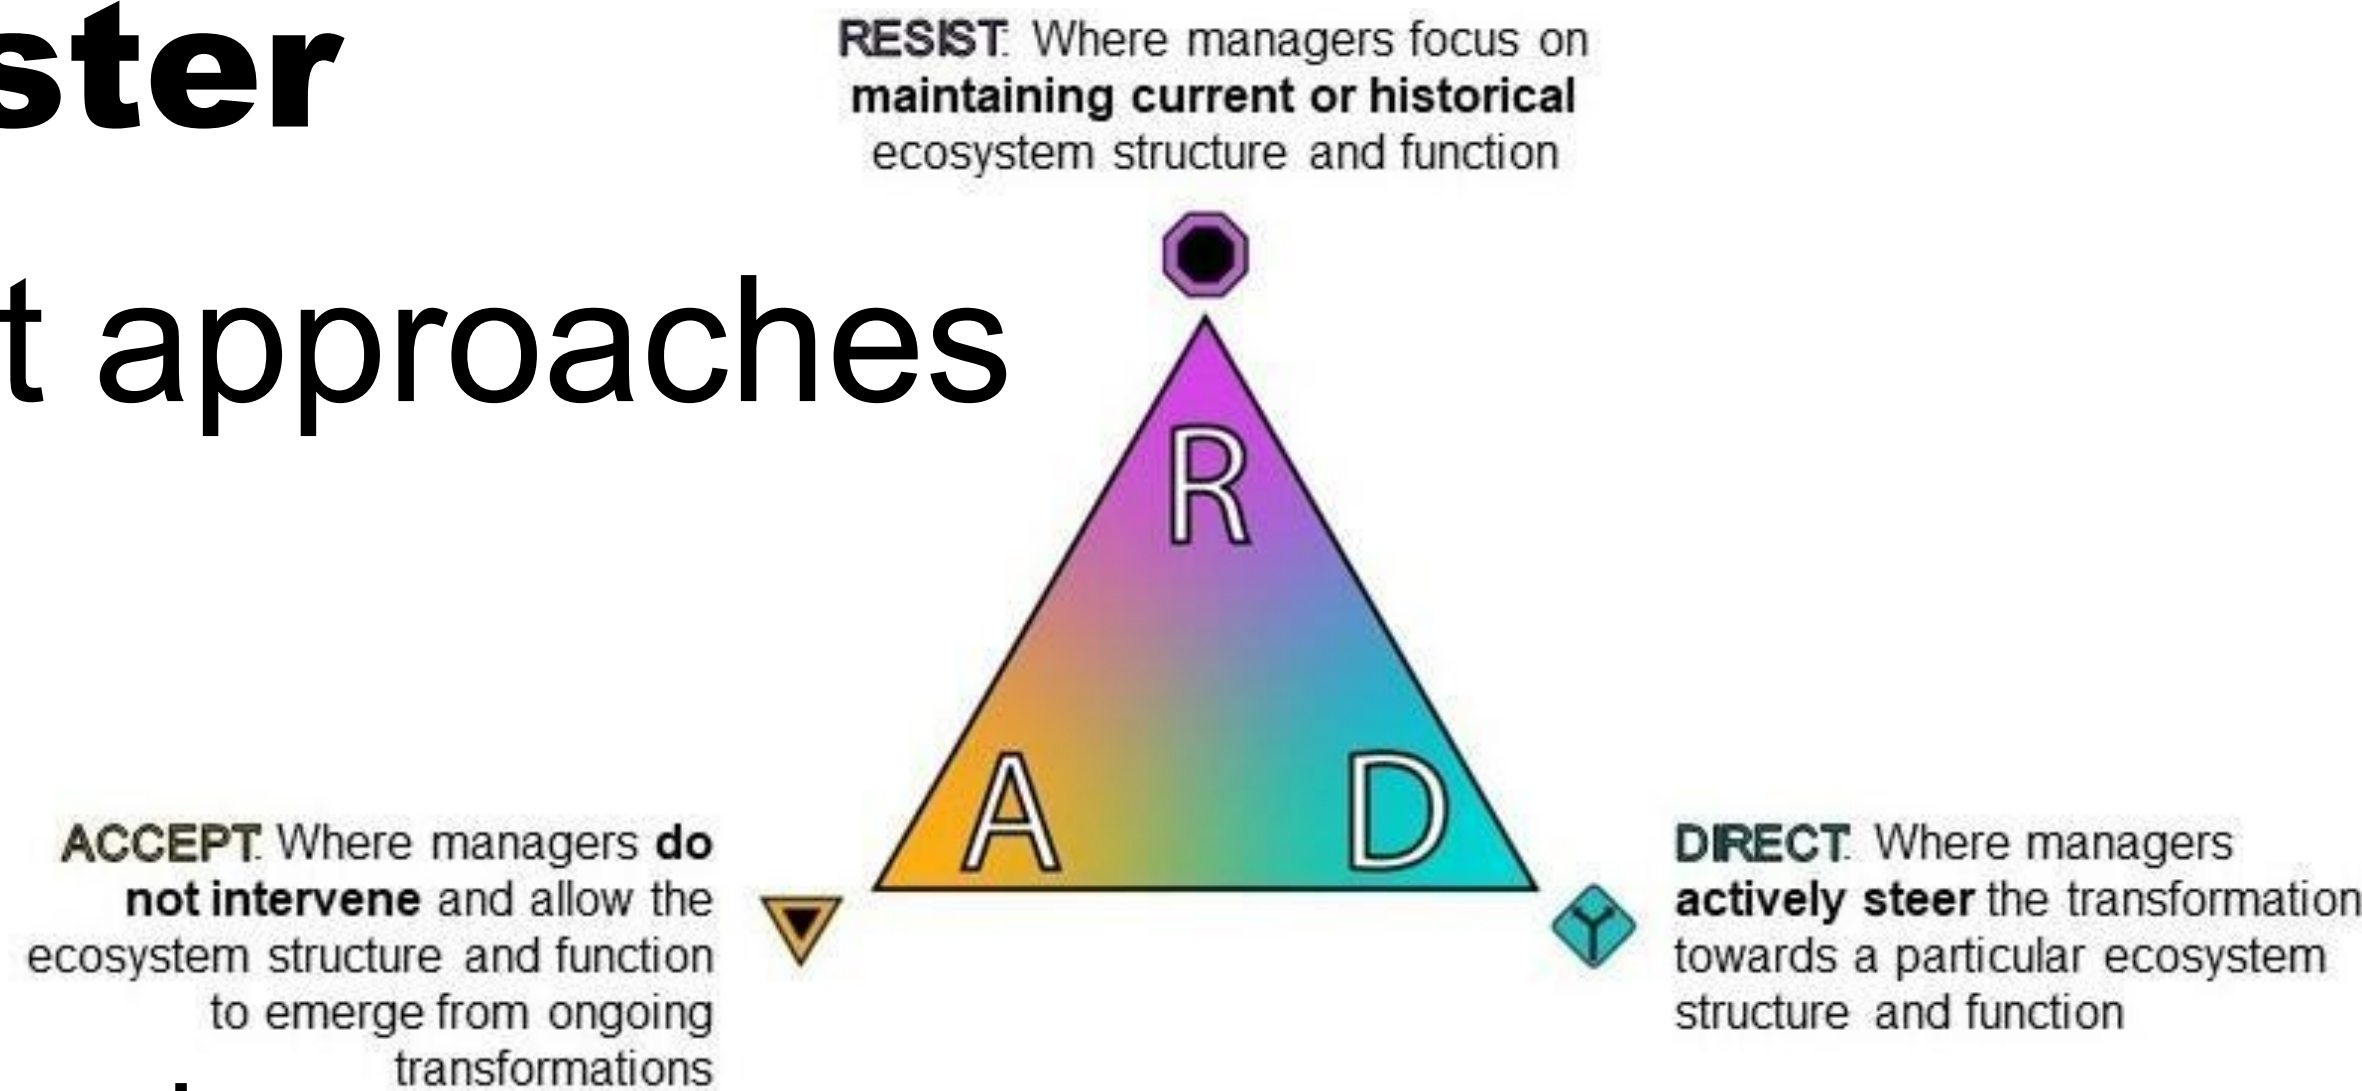 ster
t approaches
RESIST: Where managers focus on
maintaining current or historical
ecosystem structure and function
R
A
D
ACCEPT. Where managers do
not intervene and allow the
ecosystem structure and function
to emerge from ongoing
transformations
DIRECT: Where managers
actively steer the transformation
towards a particular ecosystem
structure and function